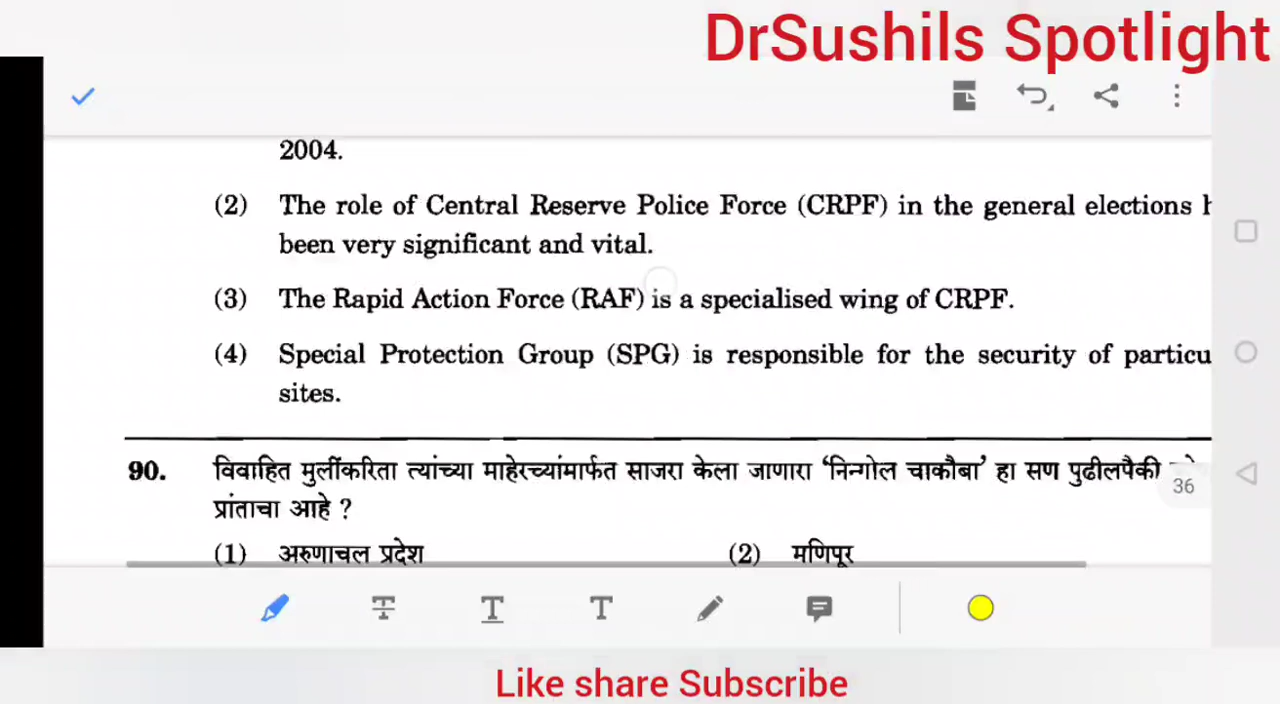 DrSushils Spotlight
2004.
(2) The role of Central Reserve Police Force (CRPF) in the general elections
been very significant and vital.
(3) The Rapid Action Force (RAF) is a specialised wing of CRPF.
(4) Special Protection Group (SPG) is responsible for the security of particu
sites.
90. विवाहित मुलींकरिता त्यांच्या माहेरच्यांमार्फत साजरा केला जाणारा ‘निन्गोल चाकौबा’ हा सण पुढीलपैकी
36
प्रांताचा आहे ?
(1) अरुणाचल प्रदेश (2) मणिपूर
T T T
Like share Subscribe